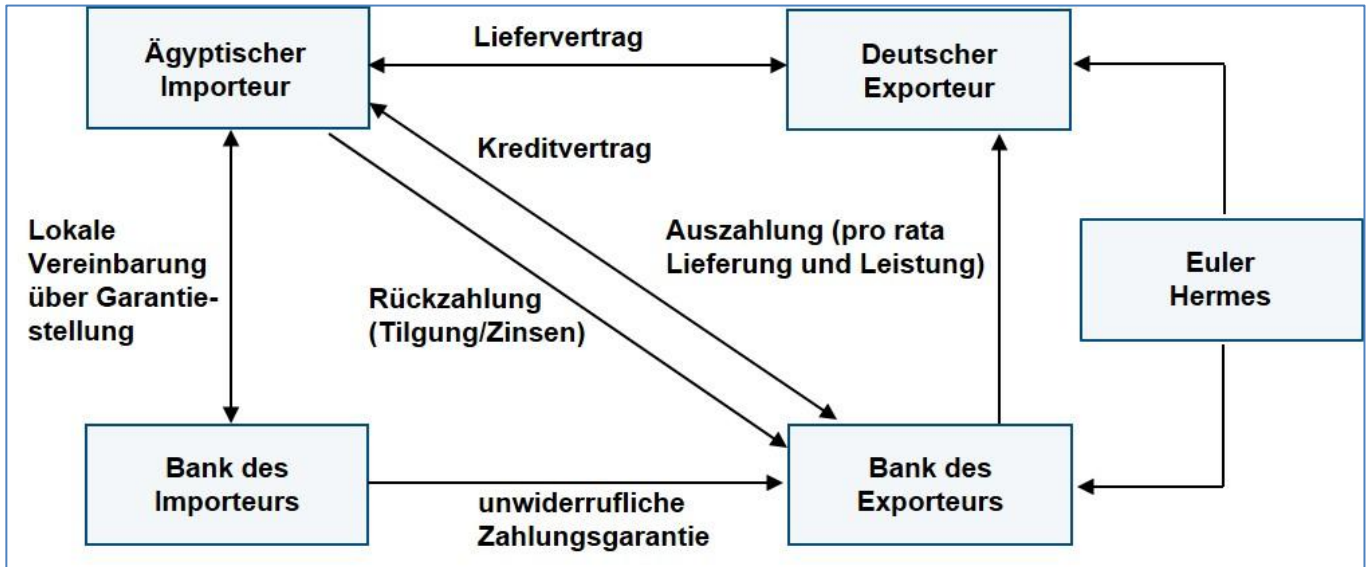 Ägyptischer
Importeur
Liefervertrag
Deutscher
Exporteur
Kreditvertrag
Lokale
Vereinbarung
über Garantie-
stellung
Auszahlung (pro rata
Lieferung und Leistung)
Euler
Hermes
Rückzahlung
(Tilgung/Zinsen)
Bank des
Importeurs
unwiderrufliche
Zahlungsgarantie
Bank des
Exporteurs